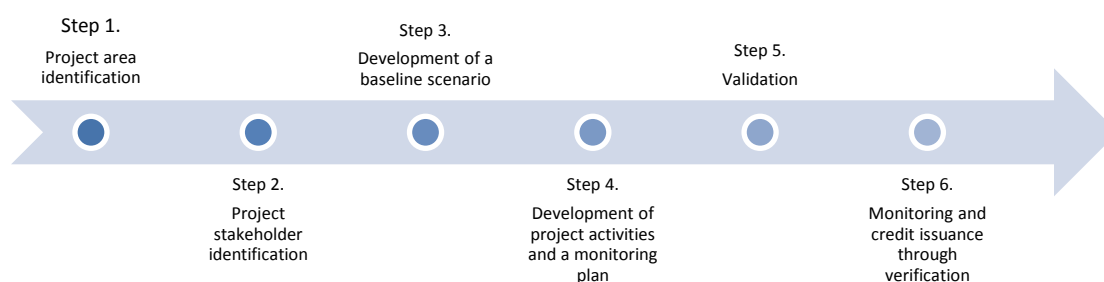 Step 1.
Project area
identification
Step 2.
Project
stakeholder
identification
Step 3.
Development of a
baseline scenario
Step 4.
Development of
project activities
and a monitoring
plan
Step 5.
Validation
Step 6.
Monitoring and
credit issuance
through
verification